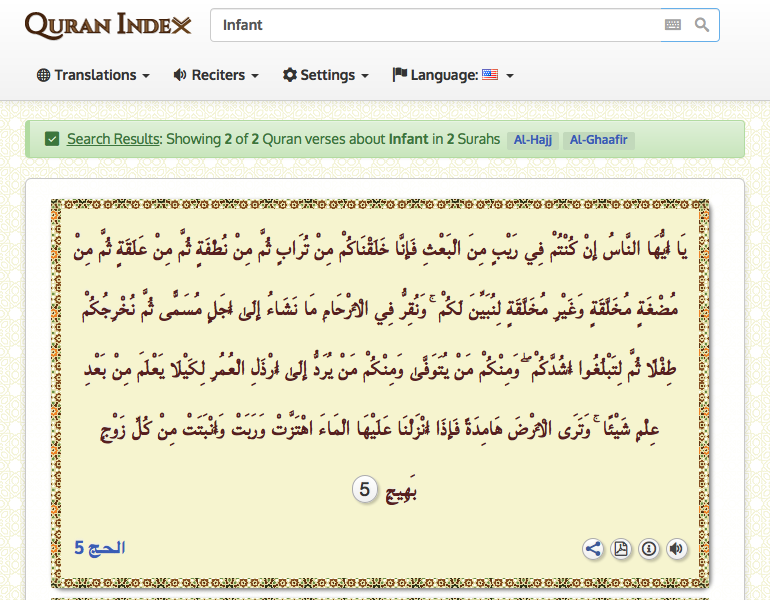 QURAN INDEX
Infant
Translations
Reciters
Settings
Language:
Search Results: Showing 2 of 2 Quran verses about Infant in 2 Surahs Al-Hajj Al-Ghaafir
يَا أَيُّهَا النَّاسُ إِنْ كُنْتُمْ فِي رَيْبٍ مِنَ الْبَعْثِ فَإِنَّا خَلَقْنَاكُمْ مِنْ تُرَابٍ ثُمَّ مِنْ نُطْفَةٍ ثُمَّ مِنْ عَلَقَةٍ ثُمَّ مِنْ
مُضْغَةٍ مُخَلَّقَةٍ وَغَيْرِ مُخَلَّقَةٍ لِنُبَيِّنَ لَكُمْ ۚ وَنُقِرُّ فِي الْأَرْحَامِ مَا نَشَاءُ إِلَىٰ أَجَلٍ مُسَمًّى ثُمَّ نُخْرِجُكُمْ
طِفْلًا ثُمَّ لِتَبْلُغُوا أَشُدَّكُمْ ۖ وَمِنْكُمْ مَنْ يُتَوَفَّىٰ وَمِنْكُمْ مَنْ يُرَدُّ إِلَىٰ أَرْذَلِ الْعُمُرِ لِكَيْلَا يَعْلَمَ مِنْ بَعْدِ
عِلْمٍ شَيْئًا ۚ وَتَرَى الْأَرْضَ هَامِدَةً فَإِذَا أَنْزَلْنَا عَلَيْهَا الْمَاءَ اهْتَزَّتْ وَرَبَتْ وَأَنْبَتَتْ مِنْ كُلِّ زَوْجٍ
بَهِيجٍ 5
الحج 5